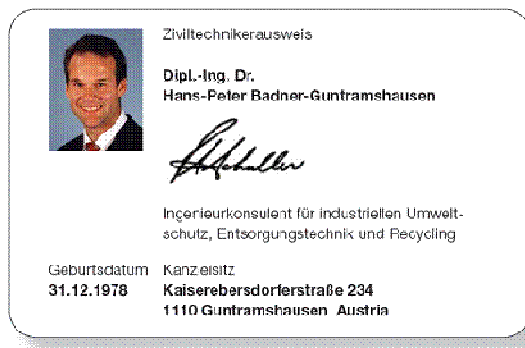 Ziviltechnikerausweis
Dipl.-Ing. Dr.
Hans-Peter Badner-Guntramshausen
Ingenieurkonsulent für industriellen Umwelt-
schutz, Entsorgungstechnik und Recycling
Geburtsdatum Kanzleisitz
31.12.1978 Kaiserebersdorferstraße 234
1110 Guntramshausen Austria